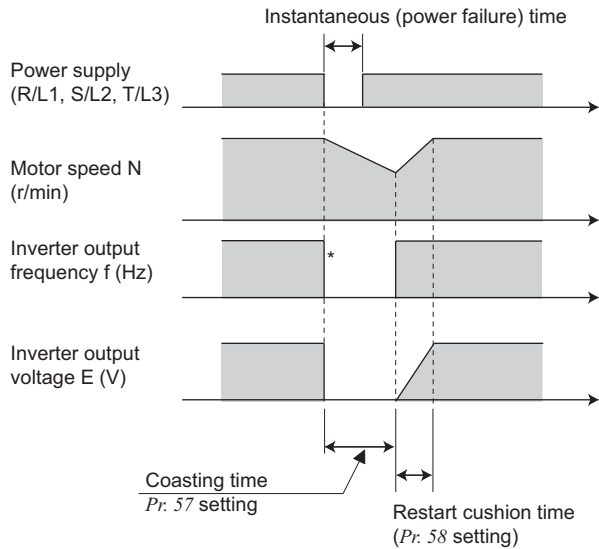 Instantaneous (power failure) time
Power supply
(R/L1, S/L2, T/L3)
Motor speed N
(r/min)
Inverter output
frequency f (Hz)
*
Inverter output
voltage E (V)
Coasting time
Pr. 57 setting
Restart cushion time
(Pr. 58 setting)